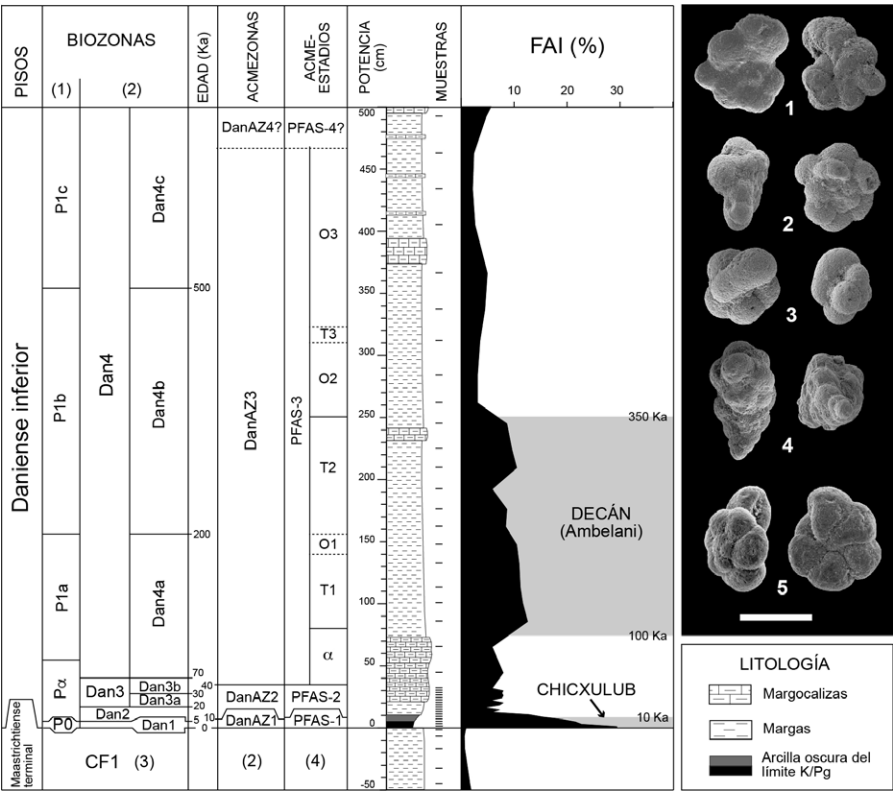 PISOS
BIOZONAS
(1)
(2)
EDAD (Ka)
ACMEZONAS
ACME-
ESTADIOS
POTENCIA
(cm)
MUESTRAS
FAI (%)
10
20
30
Daniense inferior
Maastrichtiense
terminal
P1c
P1b
P1a
Pα
P0
CF1 (3)
Dan4
Dan3
Dan2
Dan4c
Dan4b
Dan4a
Dan3b
Dan3a
Dan1
500
200
70
40
30
20
10
5
0
DanAZ4?
DanAZ3
DanAZ2
DanAZ1
(2)
PFAS-4?
PFAS-3
PFAS-2
PFAS-1
(4)
O3
T3
O2
T2
O1
T1
α
500
450
400
350
300
250
200
150
100
50
0
-50
350 Ka
DECÁN
(Ambelani)
100 Ka
CHICXULUB
10 Ka
1
2
3
4
5
LITOLOGÍA
Margocalizas
Margas
Arcilla oscura del
límite K/Pg